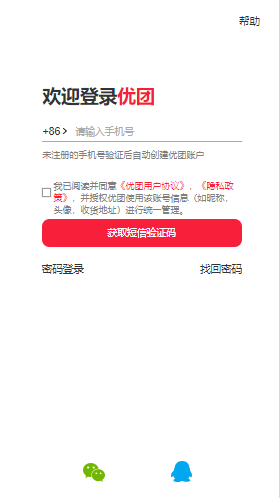 帮助
欢迎登录优团
+86 请输入手机号
未注册的手机号验证后自动创建优团账户
我已阅读并同意《优团用户协议》，《隐私政
策》，并授权优团使用该账号信息（如昵称，
头像，收货地址）进行统一管理。
获取短信验证码
密码登录 找回密码